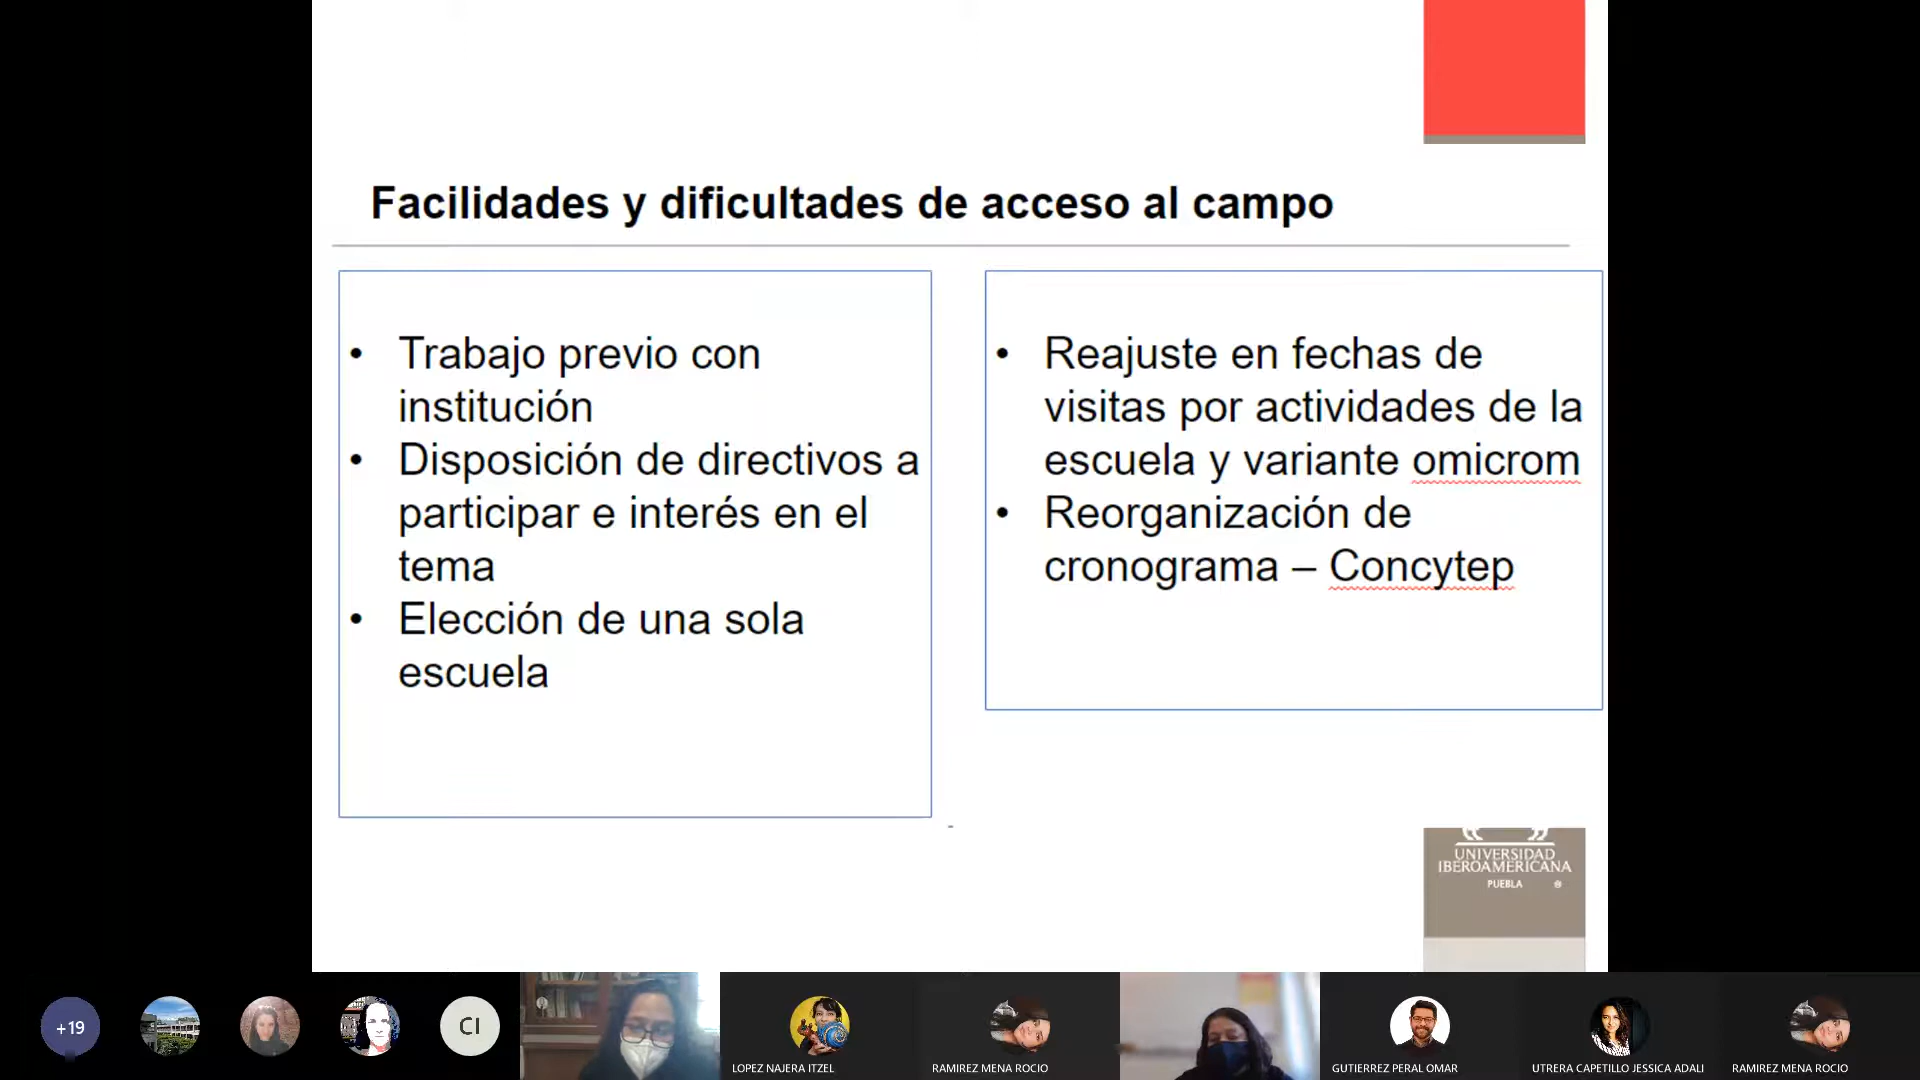 Facilidades y dificultades de acceso al campo
• Trabajo previo con
institución
• Disposición de directivos a
participar e interés en el
tema
• Elección de una sola
escuela
• Reajuste en fechas de
visitas por actividades de la
escuela y variante omicrom
• Reorganización de
cronograma – Concytep
-
UNIVERSIDAD
IBEROAMERICANA
PUEBLA ®
+19
CI
LOPEZ NAJERA ITZEL
RAMIREZ MENA ROCIO
GUTIERREZ PERAL OMAR
UTRERA CAPETILLO JESSICA ADALI
RAMIREZ MENA ROCIO